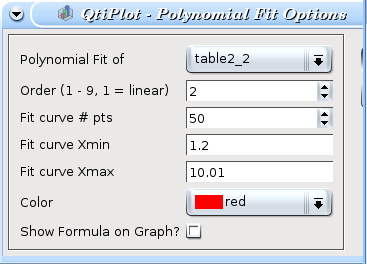 QtiPlot - Polynomial Fit Options
Polynomial Fit of table2_2
Order (1 - 9, 1 = linear) 2
Fit curve # pts 50
Fit curve Xmin 1.2
Fit curve Xmax 10.01
Color red
Show Formula on Graph?